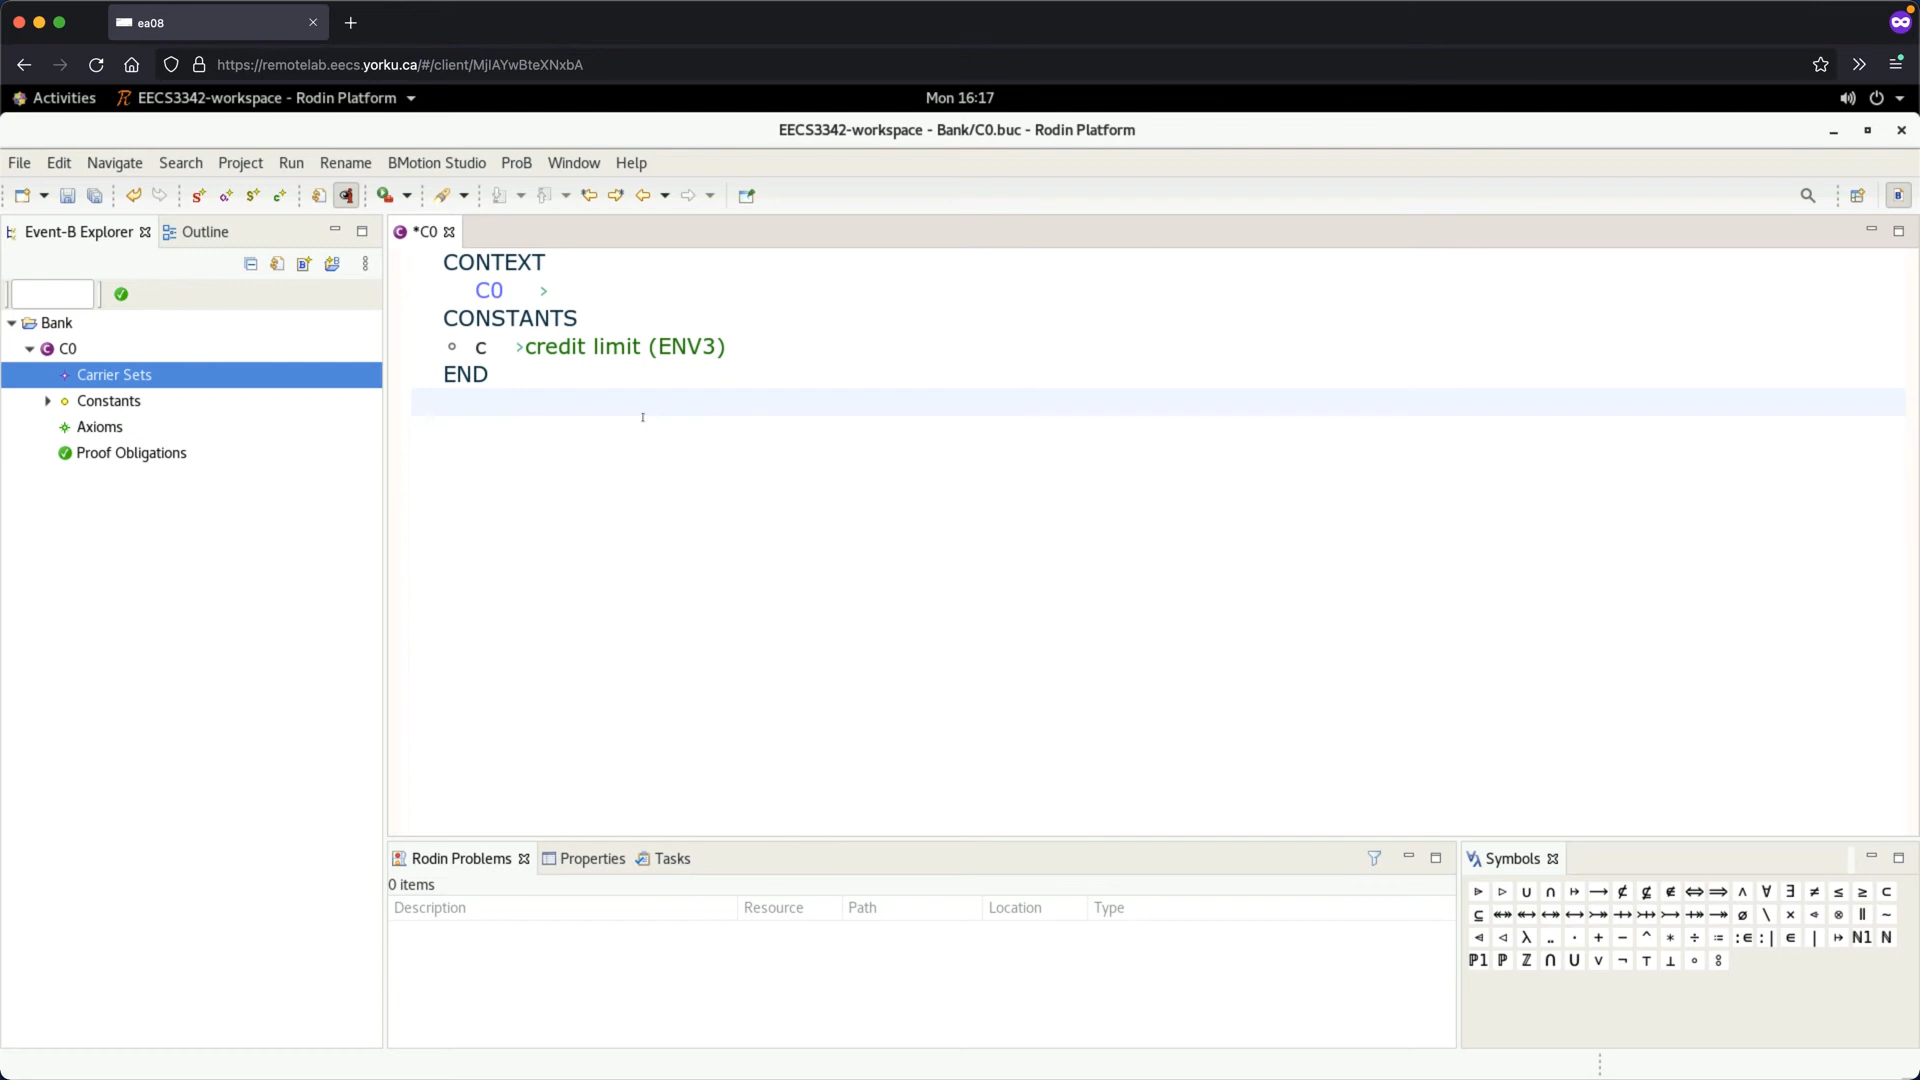 ea08
https://remotelab.eecs.yorku.ca/#/client/MjIAYwBteXNxbA
Activities EECS3342-workspace - Rodin Platform Mon 16:17
EECS3342-workspace - Bank/C0.buc - Rodin Platform
File Edit Navigate Search Project Run Rename BMotion Studio ProB Window Help
Event-B Explorer Outline
*C0
Bank
C0
Carrier Sets
Constants
Axioms
Proof Obligations
CONTEXT
C0 >
CONSTANTS
c >credit limit (ENV3)
END
Rodin Problems Properties Tasks
0 items
Description Resource Path Location Type
Symbols
⩥ ▷ ∪ ∩ ↦ ⟶ ⊄ ⊈ ∉ ⇔ ⇒ ∧ ∀ ∃ ≠ ≤ ≥ ⊂
⊆  ↔    ⤖ ⇸ ⤔ ↣ ⤀ ↠ ∅ \ × ⩤ ⊗ ∥ ∼
⩤ ◁ λ ‥ · + − ^ ∗ ÷ ≔ :∈ :∣ ∈ ∣ ↦ ℕ1 ℕ
ℙ1 ℙ ℤ ⋂ ⋃ ∨ ¬ ⊤ ⊥ ∘